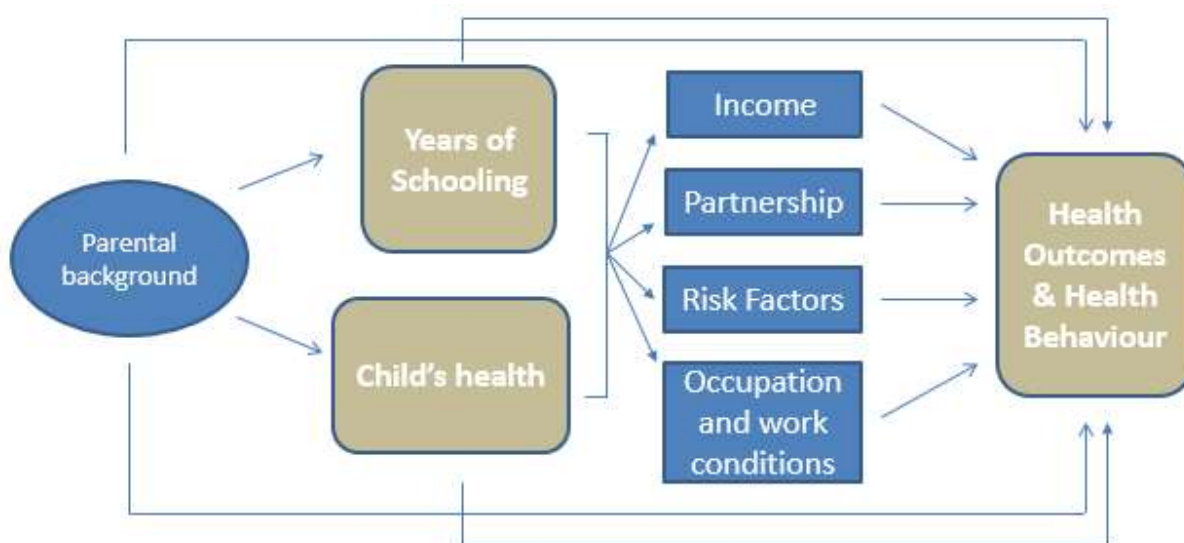 Parental
background
Years of
Schooling
Child's health
Income
Partnership
Risk Factors
Occupation
and work
conditions
Health
Outcomes
& Health
Behaviour